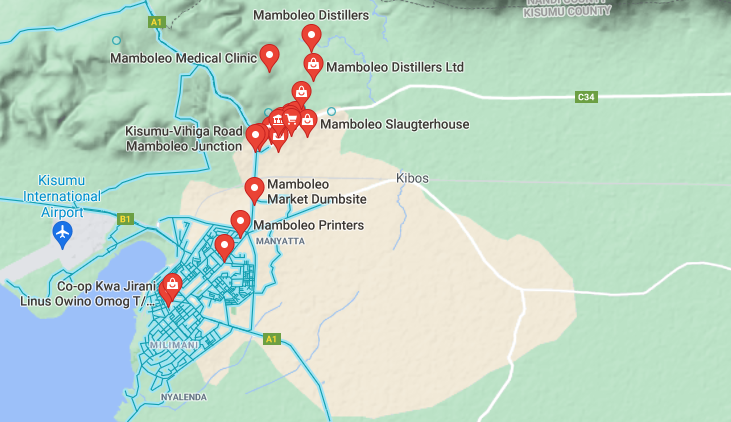 NANDI COUNTY
KISUMU COUNTY
Mamboleo Distillers
A1
Mamboleo Medical Clinic
Mamboleo Distillers Ltd
C34
Mamboleo Slaugterhouse
Kisumu-Vihiga Road
Mamboleo Junction
Kibos
Kisumu
International
Airport
Mamboleo
Market Dumbsite
B1
Mamboleo Printers
MANYATTA
Co-op Kwa Jirani
Linus Owino Omog T/...
A1
MILIMANI
NYALENDA